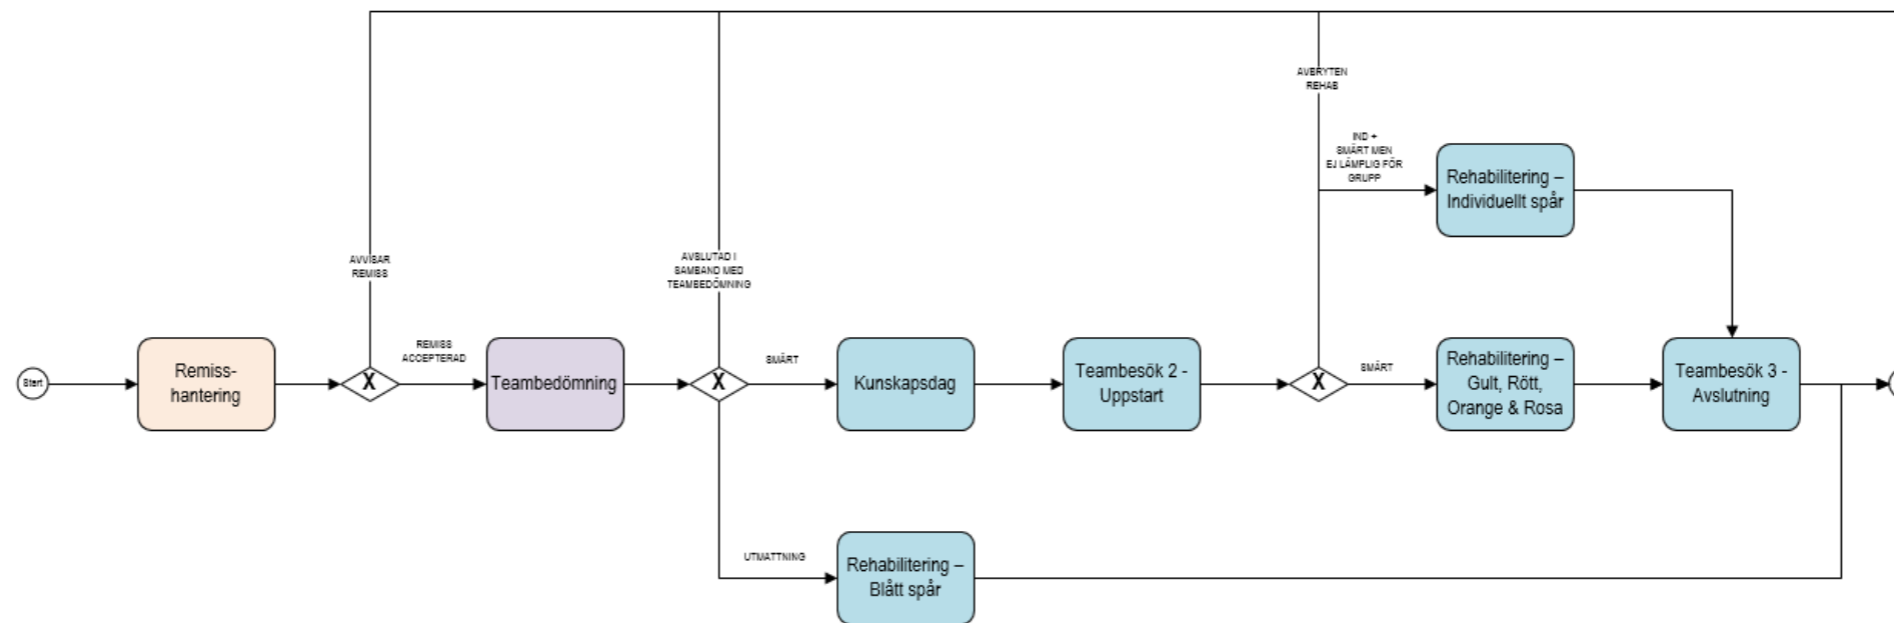 AVBRYTEN
REHAB
IND +
SMÄRT MEN
EJ LÄMPLIG FÖR
GRUPP
Rehabilitering –
Individuellt spår
AVVISAR
REMISS
AVSLUTAD I
SAMBAND MED
TEAMBEDÖMNING
Start
Remiss-
hantering
X
REMISS
ACCEPTERAD
Teambedömning
X
SMÄRT
Kunskapsdag
Teambesök 2 -
Uppstart
X
SMÄRT
Rehabilitering –
Gult, Rött,
Orange & Rosa
Teambesök 3 -
Avslutning
UTMATTNING
Rehabilitering –
Blått spår